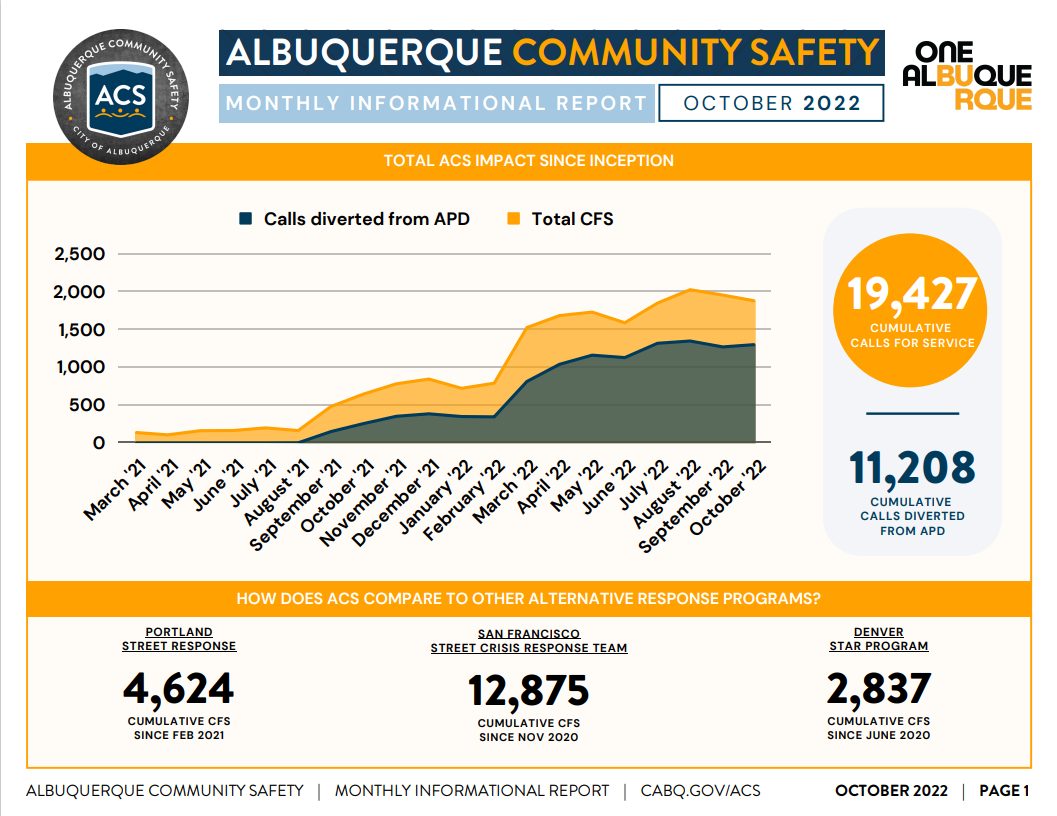 ALBUQUERQUE COMMUNITY SAFETY
ACS
CITY OF ALBUQUERQUE
ALBUQUERQUE COMMUNITY SAFETY
MONTHLY INFORMATIONAL REPORT
OCTOBER 2022
ONE
ALBUQUE
RQUE
TOTAL ACS IMPACT SINCE INCEPTION
Calls diverted from APD
Total CFS
2,500
2,000
1,500
1,000
500
0
March '21
April '21
May '21
June '21
July '21
August '21
September '21
October '21
November '21
December '21
January '22
February '22
March '22
April '22
May '22
June '22
July '22
August '22
September '22
October '22
19,427
CUMULATIVE
CALLS FOR SERVICE
11,208
CUMULATIVE
CALLS DIVERTED
FROM APD
HOW DOES ACS COMPARE TO OTHER ALTERNATIVE RESPONSE PROGRAMS?
PORTLAND
STREET RESPONSE
4,624
CUMULATIVE CFS
SINCE FEB 2021
SAN FRANCISCO
STREET CRISIS RESPONSE TEAM
12,875
CUMULATIVE CFS
SINCE NOV 2020
DENVER
STAR PROGRAM
2,837
CUMULATIVE CFS
SINCE JUNE 2020
ALBUQUERQUE COMMUNITY SAFETY | MONTHLY INFORMATIONAL REPORT | CABQ.GOV/ACS
OCTOBER 2022 | PAGE 1